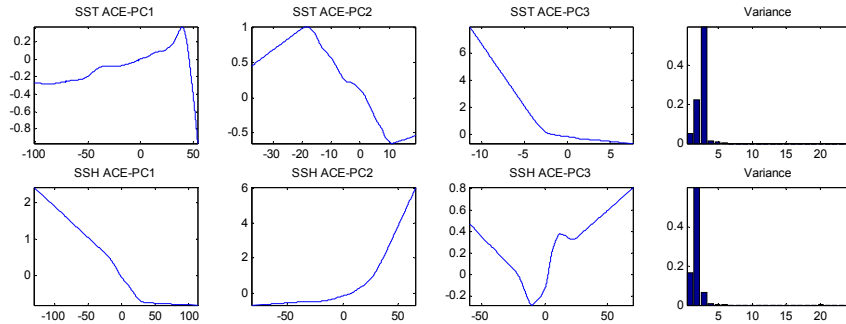 SST ACE-PC1
SST ACE-PC2
SST ACE-PC3
Variance
0.2
0
-0.2
-0.4
-0.6
-0.8
-100 -50 0 50
1
0.5
0
-0.5
-30 -20 -10 0 10
8
6
4
2
0
-10 -5 0 5
0.4
0.2
0
5 10 15 20
SSH ACE-PC1
SSH ACE-PC2
SSH ACE-PC3
Variance
2
1
0
-100 -50 0 50 100
6
4
2
0
-50 0 50
0.8
0.6
0.4
0.2
0
-0.2
-50 0 50
0.4
0.2
0
5 10 15 20